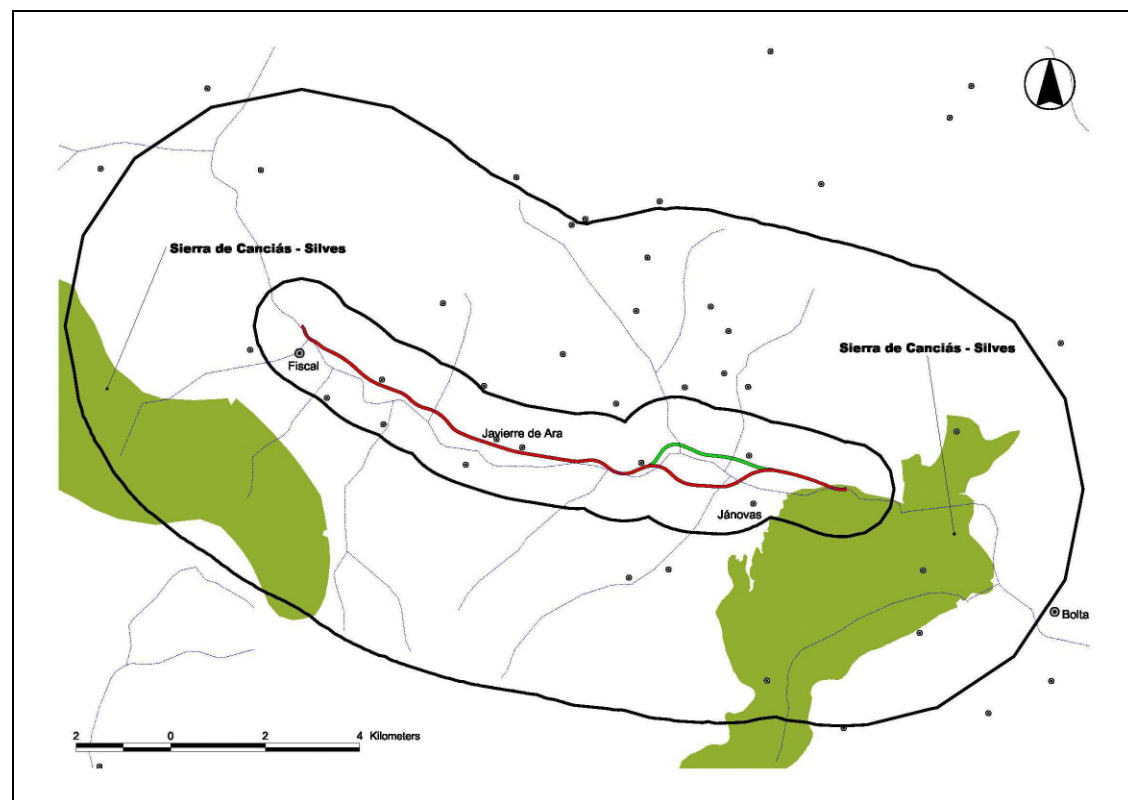 Sierra de Canciás - Silves
Sierra de Canciás - Silves
Fiscal
Javierre de Ara
Jánovas
Bolta
2 0 2 4 Kilometers